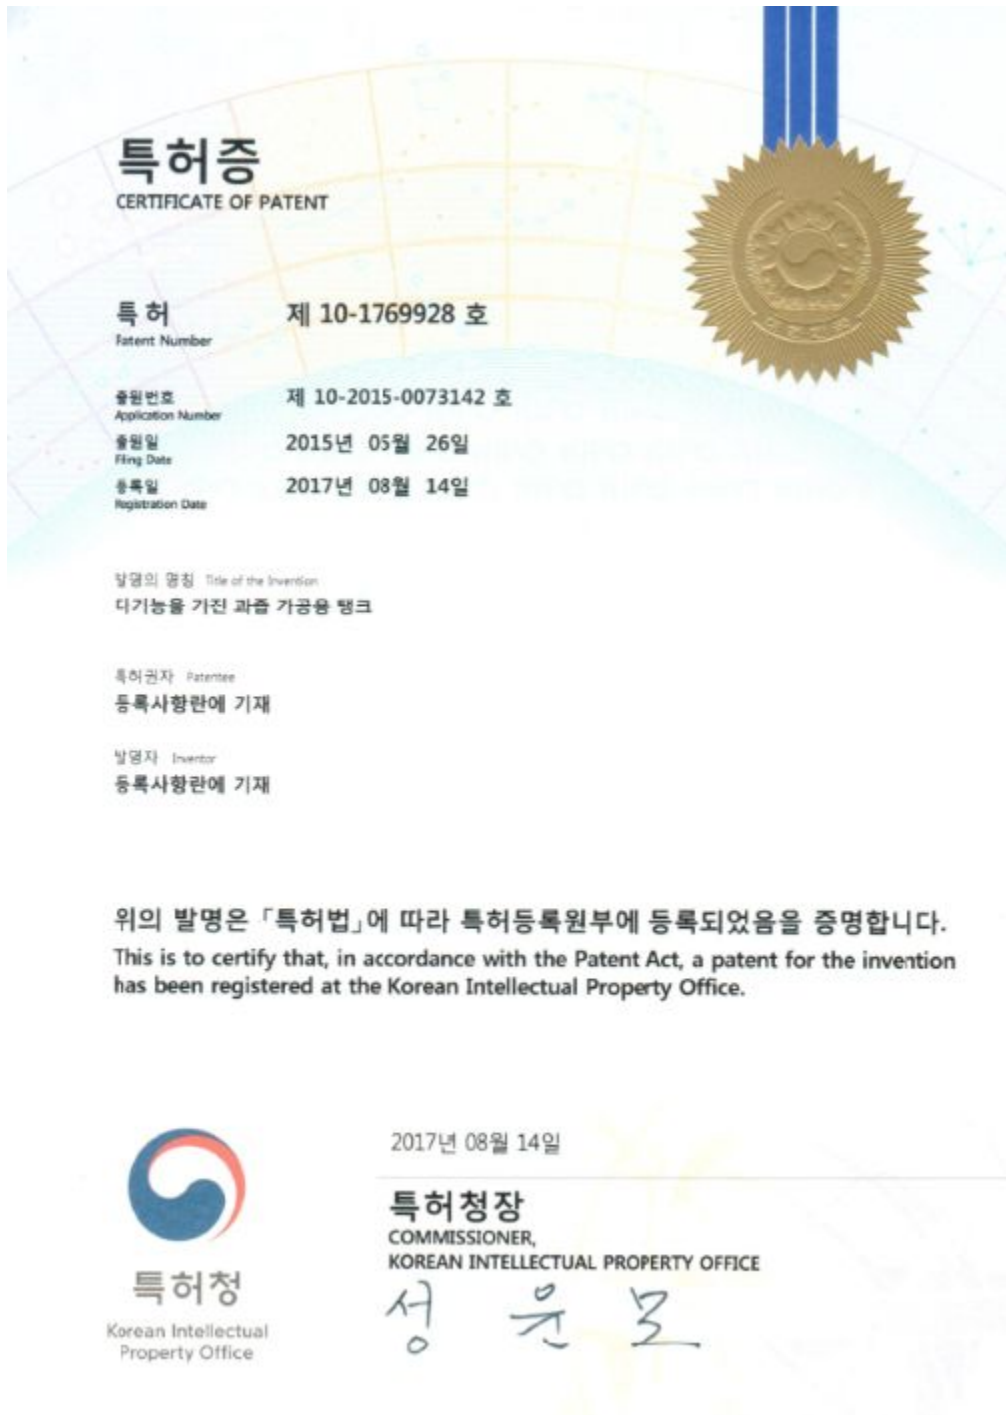 특허증
CERTIFICATE OF PATENT
특 허 제 10-1769928 호
Patent Number
출원번호 제 10-2015-0073142 호
Application Number
출원일 2015년 05월 26일
Filing Date
등록일 2017년 08월 14일
Registration Date
발명의 명칭 Title of the Invention
다기능을 가진 과즙 가공용 탱크
특허권자 Patentee
등록사항란에 기재
발명자 Inventor
등록사항란에 기재
위의 발명은 「특허법」에 따라 특허등록원부에 등록되었음을 증명합니다.
This is to certify that, in accordance with the Patent Act, a patent for the invention
has been registered at the Korean Intellectual Property Office.
2017년 08월 14일
특허청장
COMMISSIONER,
KOREAN INTELLECTUAL PROPERTY OFFICE
성 윤 모
특허청
Korean Intellectual
Property Office